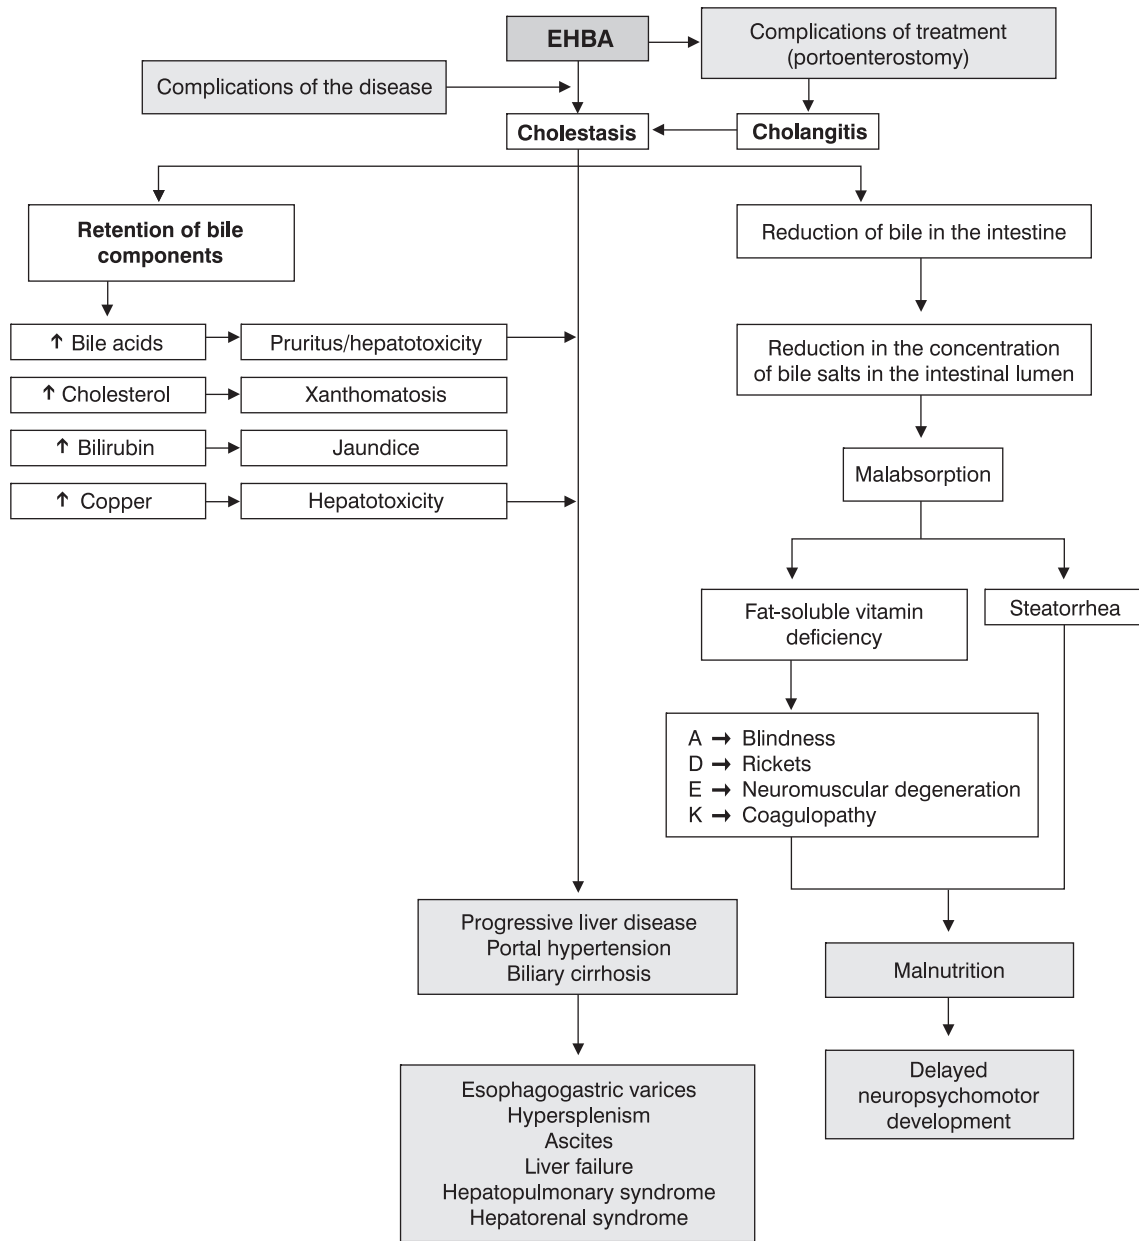 EHBA
Complications of treatment
(portoenterostomy)
Complications of the disease
Cholestasis
Cholangitis
Retention of bile
components
Reduction of bile in the intestine
↑ Bile acids
Pruritus/hepatotoxicity
Reduction in the concentration
of bile salts in the intestinal lumen
↑ Cholesterol
Xanthomatosis
↑ Bilirubin
Jaundice
↑ Copper
Hepatotoxicity
Malabsorption
Fat-soluble vitamin
deficiency
Steatorrhea
A → Blindness
D → Rickets
E → Neuromuscular degeneration
K → Coagulopathy
Progressive liver disease
Portal hypertension
Biliary cirrhosis
Malnutrition
Esophagogastric varices
Hypersplenism
Ascites
Liver failure
Hepatopulmonary syndrome
Hepatorenal syndrome
Delayed
neuropsychomotor
development